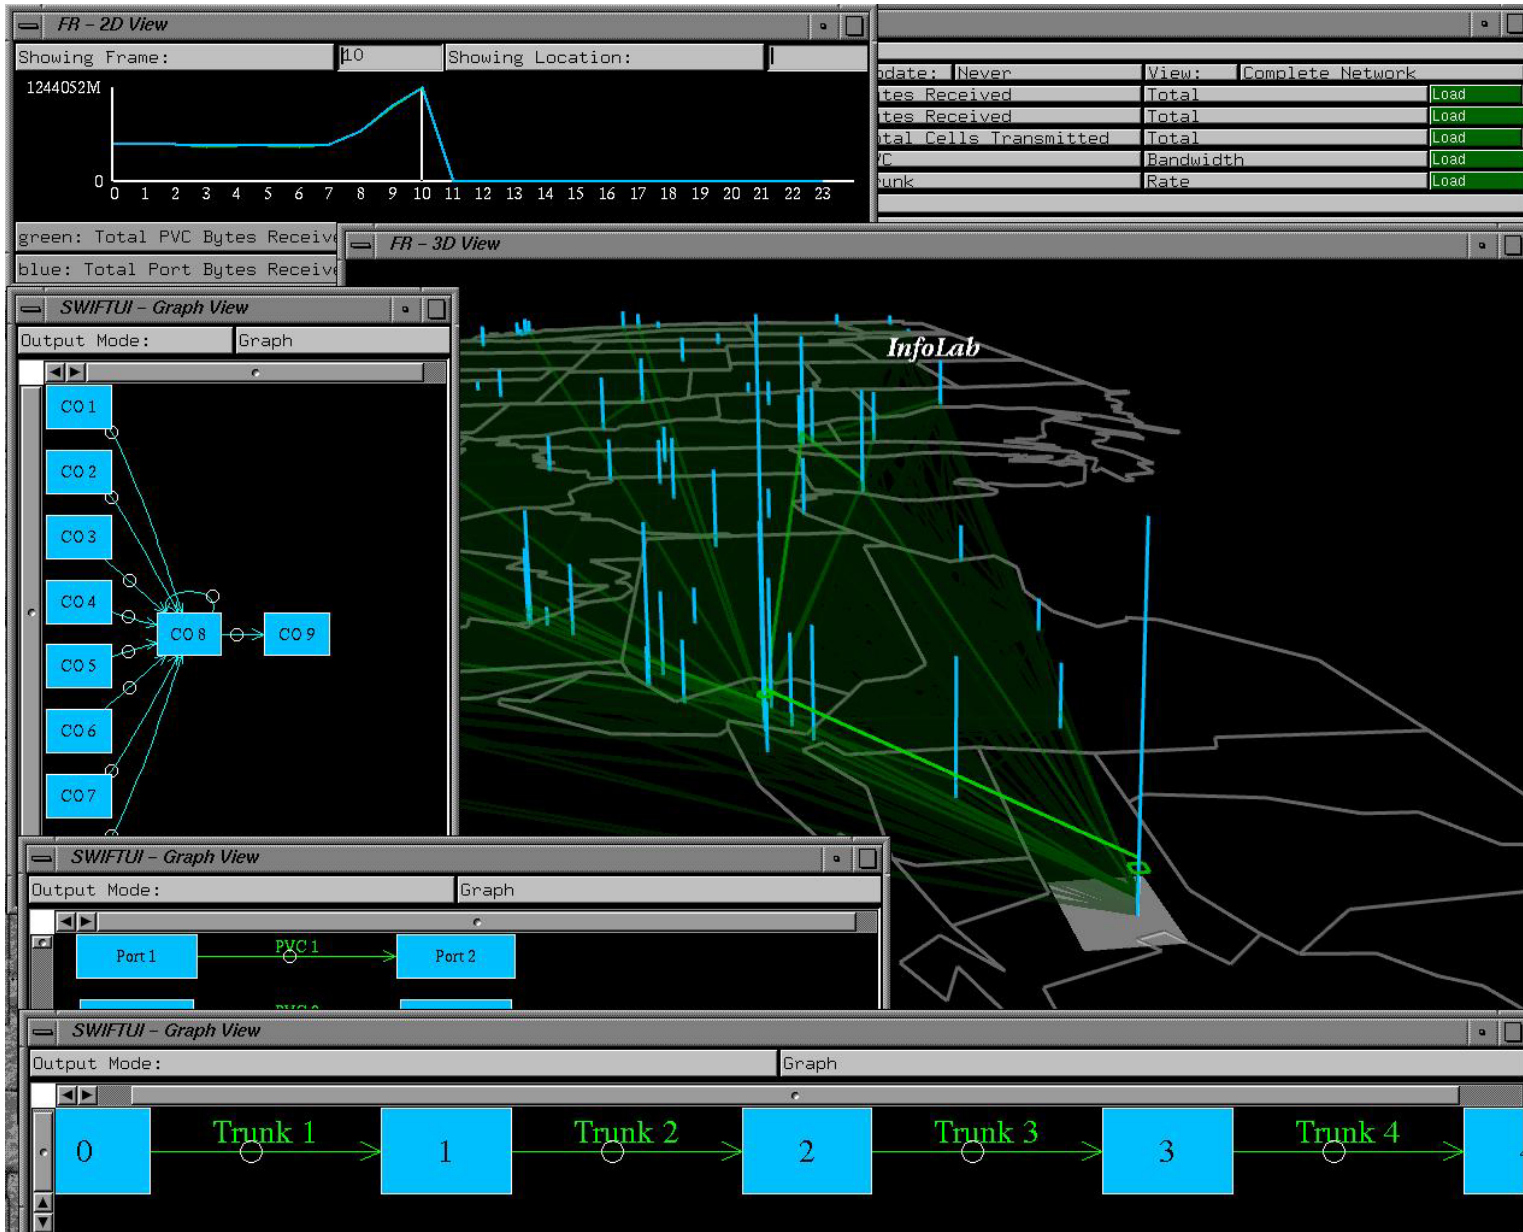 FR - 2D View
Showing Frame: 10 Showing Location:
1244052M
0
0 1 2 3 4 5 6 7 8 9 10 11 12 13 14 15 16 17 18 19 20 21 22 23
green: Total PVC Bytes Receive
blue: Total Port Bytes Receive
pdate: Never View: Complete Network
tes Received Total Load
tes Received Total Load
otal Cells Transmitted Total Load
VC Bandwidth Load
runk Rate Load
FR - 3D View
InfoLab
SWIFTUI - Graph View
Output Mode: Graph
CO 1
CO 2
CO 3
CO 4
CO 8 CO 9
CO 5
CO 6
CO 7
SWIFTUI - Graph View
Output Mode: Graph
Port 1 PVC 1 Port 2
SWIFTUI - Graph View
Output Mode: Graph
0 Trunk 1 1 Trunk 2 2 Trunk 3 3 Trunk 4